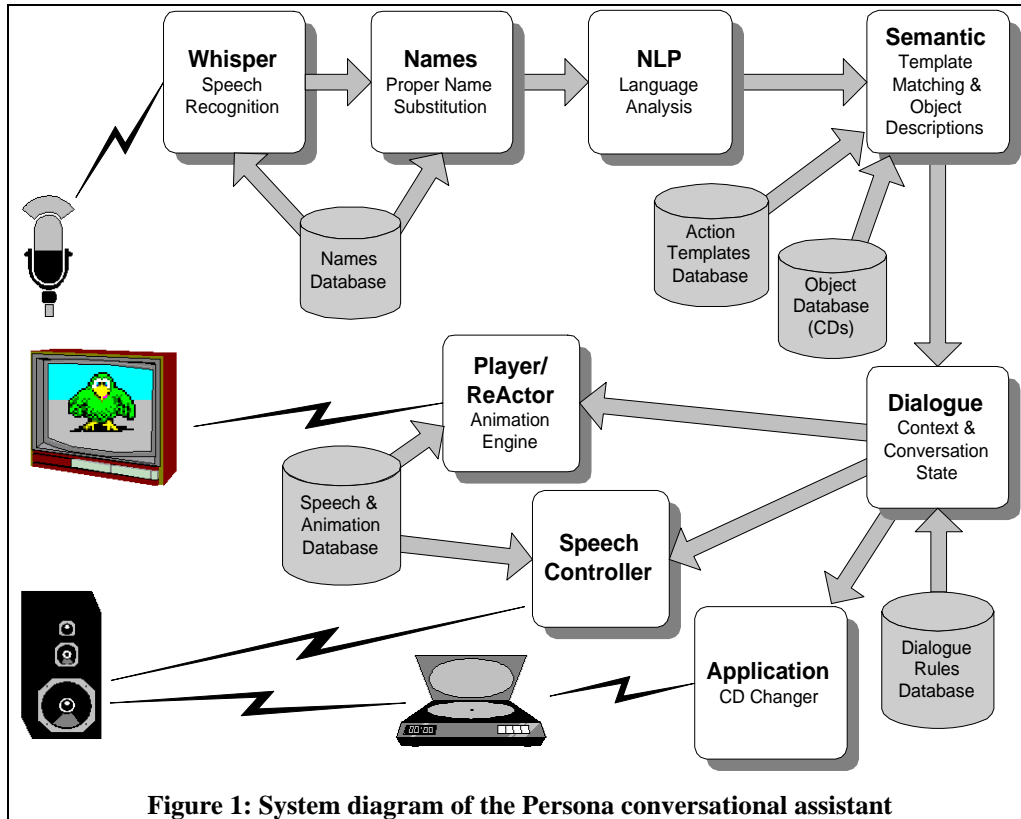 Whisper
Speech
Recognition
Names
Proper Name
Substitution
NLP
Language
Analysis
Semantic
Template
Matching &
Object
Descriptions
Names
Database
Action
Templates
Database
Object
Database
(CDs)
Player/
ReActor
Animation
Engine
Dialogue
Context &
Conversation
State
Speech &
Animation
Database
Speech
Controller
Application
CD Changer
Dialogue
Rules
Database
00:00
Figure 1: System diagram of the Persona conversational assistant